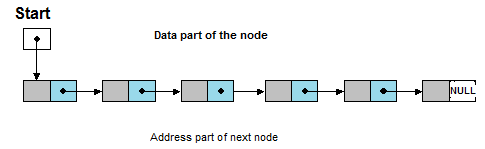 Start
Data part of the node
NULL
Address part of next node